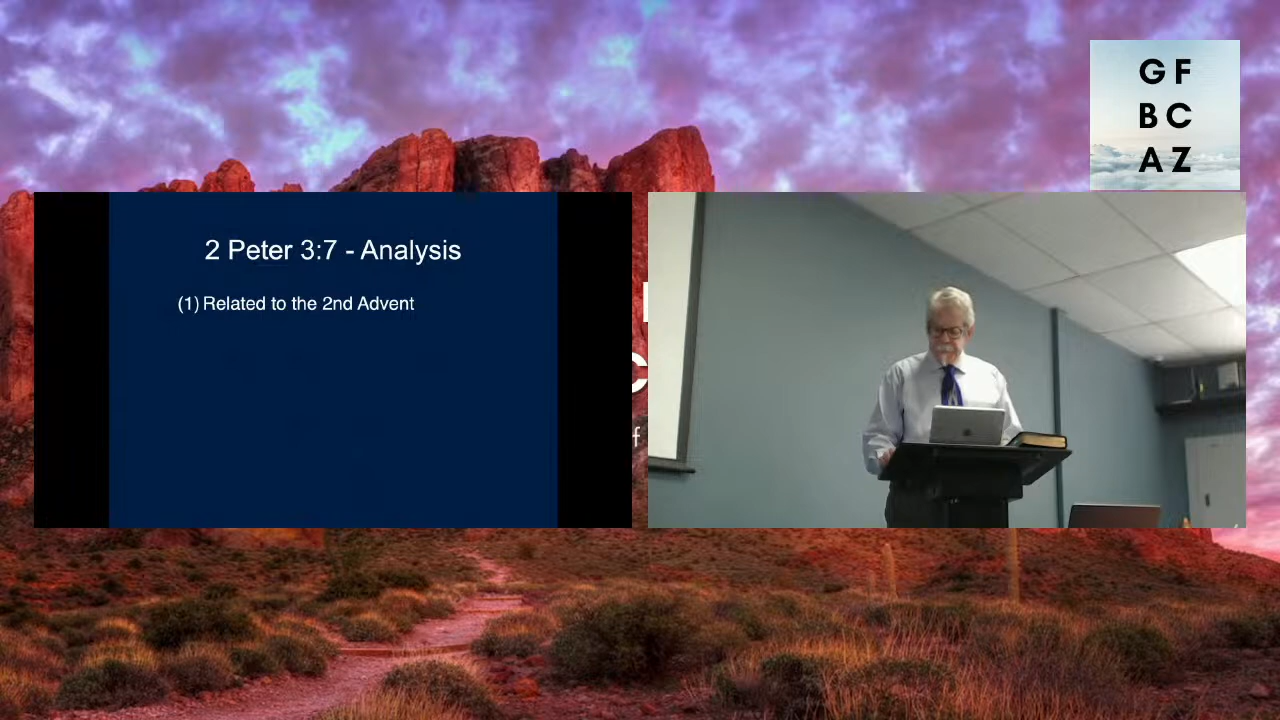 G F
B C
A Z
2 Peter 3:7 - Analysis
(1) Related to the 2nd Advent
f